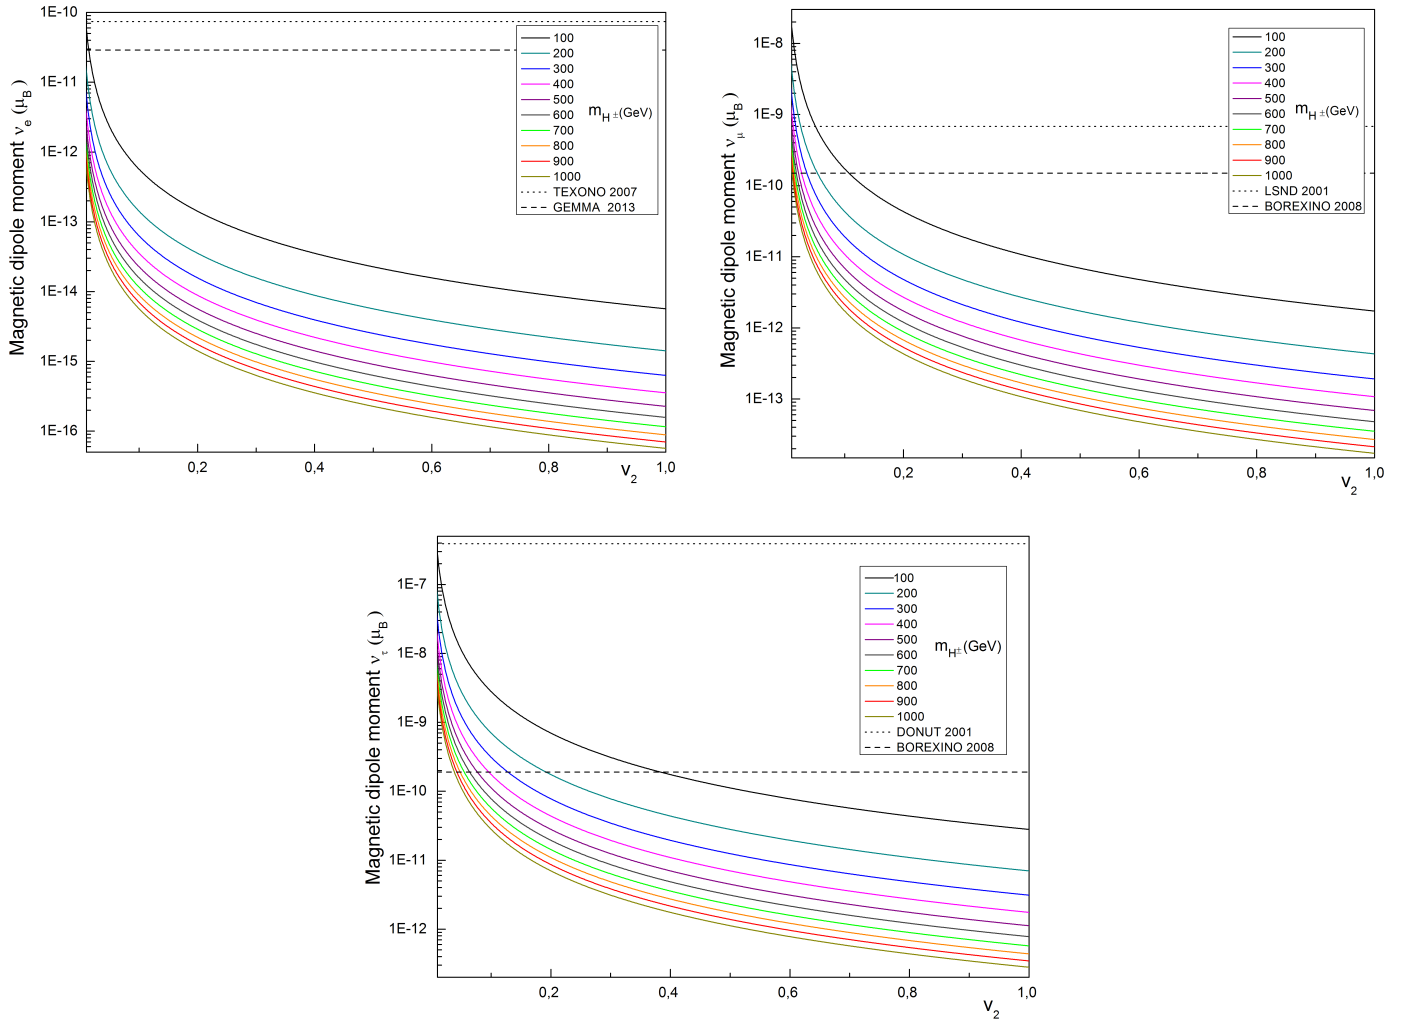 Magnetic dipole moment νe (μB)
1E-10
1E-11
1E-12
1E-13
1E-14
1E-15
1E-16
100
200
300
400
500
600
700
800
900
1000
mH±(GeV)
TEXONO 2007
GEMMA 2013
0,2 0,4 0,6 0,8 1,0
v2
Magnetic dipole moment νμ (μB)
1E-8
1E-9
1E-10
1E-11
1E-12
1E-13
100
200
300
400
500
600
700
800
900
1000
mH±(GeV)
LSND 2001
BOREXINO 2008
0,2 0,4 0,6 0,8 1,0
v2
Magnetic dipole moment ντ (μB)
1E-7
1E-8
1E-9
1E-10
1E-11
1E-12
100
200
300
400
500
600
700
800
900
1000
mH±(GeV)
DONUT 2001
BOREXINO 2008
0,2 0,4 0,6 0,8 1,0
v2